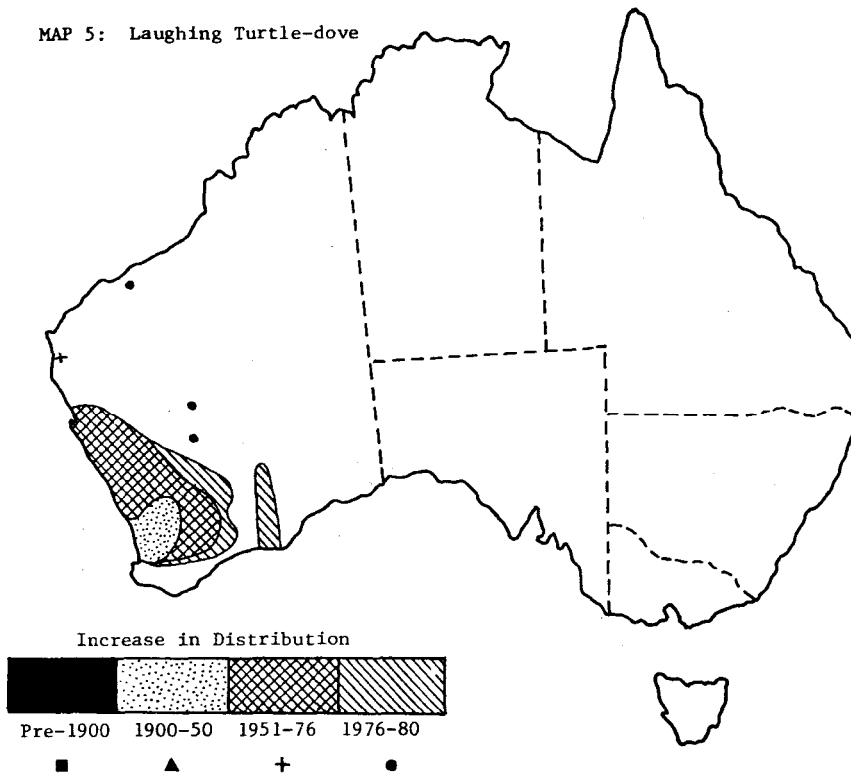 MAP 5: Laughing Turtle-dove
Increase in Distribution
Pre-1900 1900-50 1951-76 1976-80